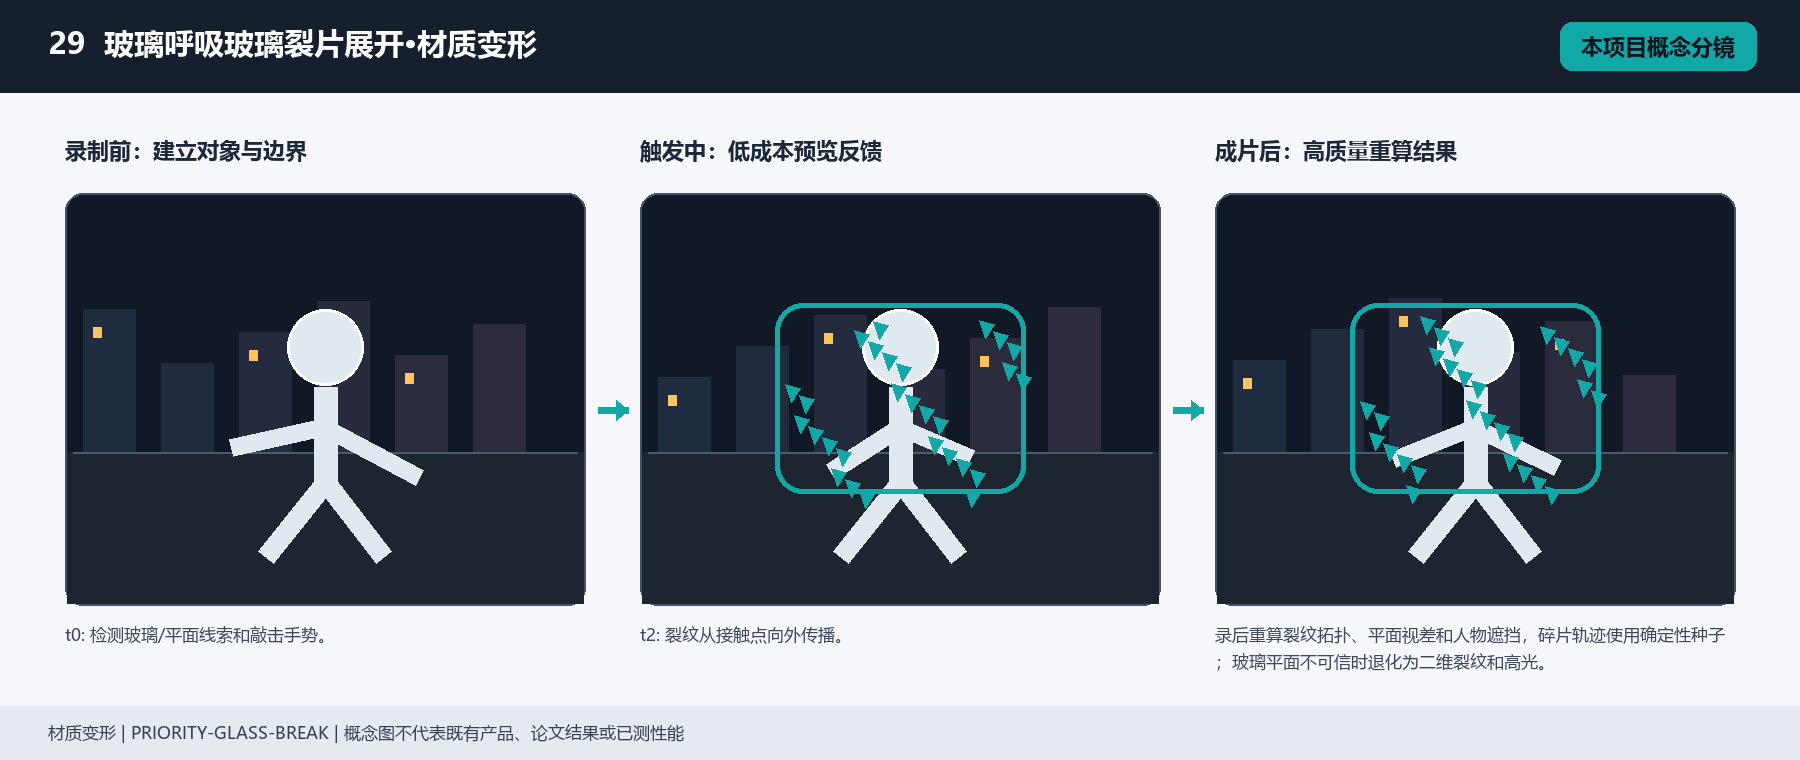 29 玻璃呼吸玻璃裂片展开•材质变形
本项目概念分镜
录制前：建立对象与边界
触发中：低成本预览反馈
成片后：高质量重算结果
t0: 检测玻璃/平面线索和敲击手势。
t2: 裂纹从接触点向外传播。
录后重算裂纹拓扑、平面视差和人物遮挡，碎片轨迹使用确定性种子
；玻璃平面不可信时退化为二维裂纹和高光。
材质变形 | PRIORITY-GLASS-BREAK | 概念图不代表既有产品、论文结果或已测性能